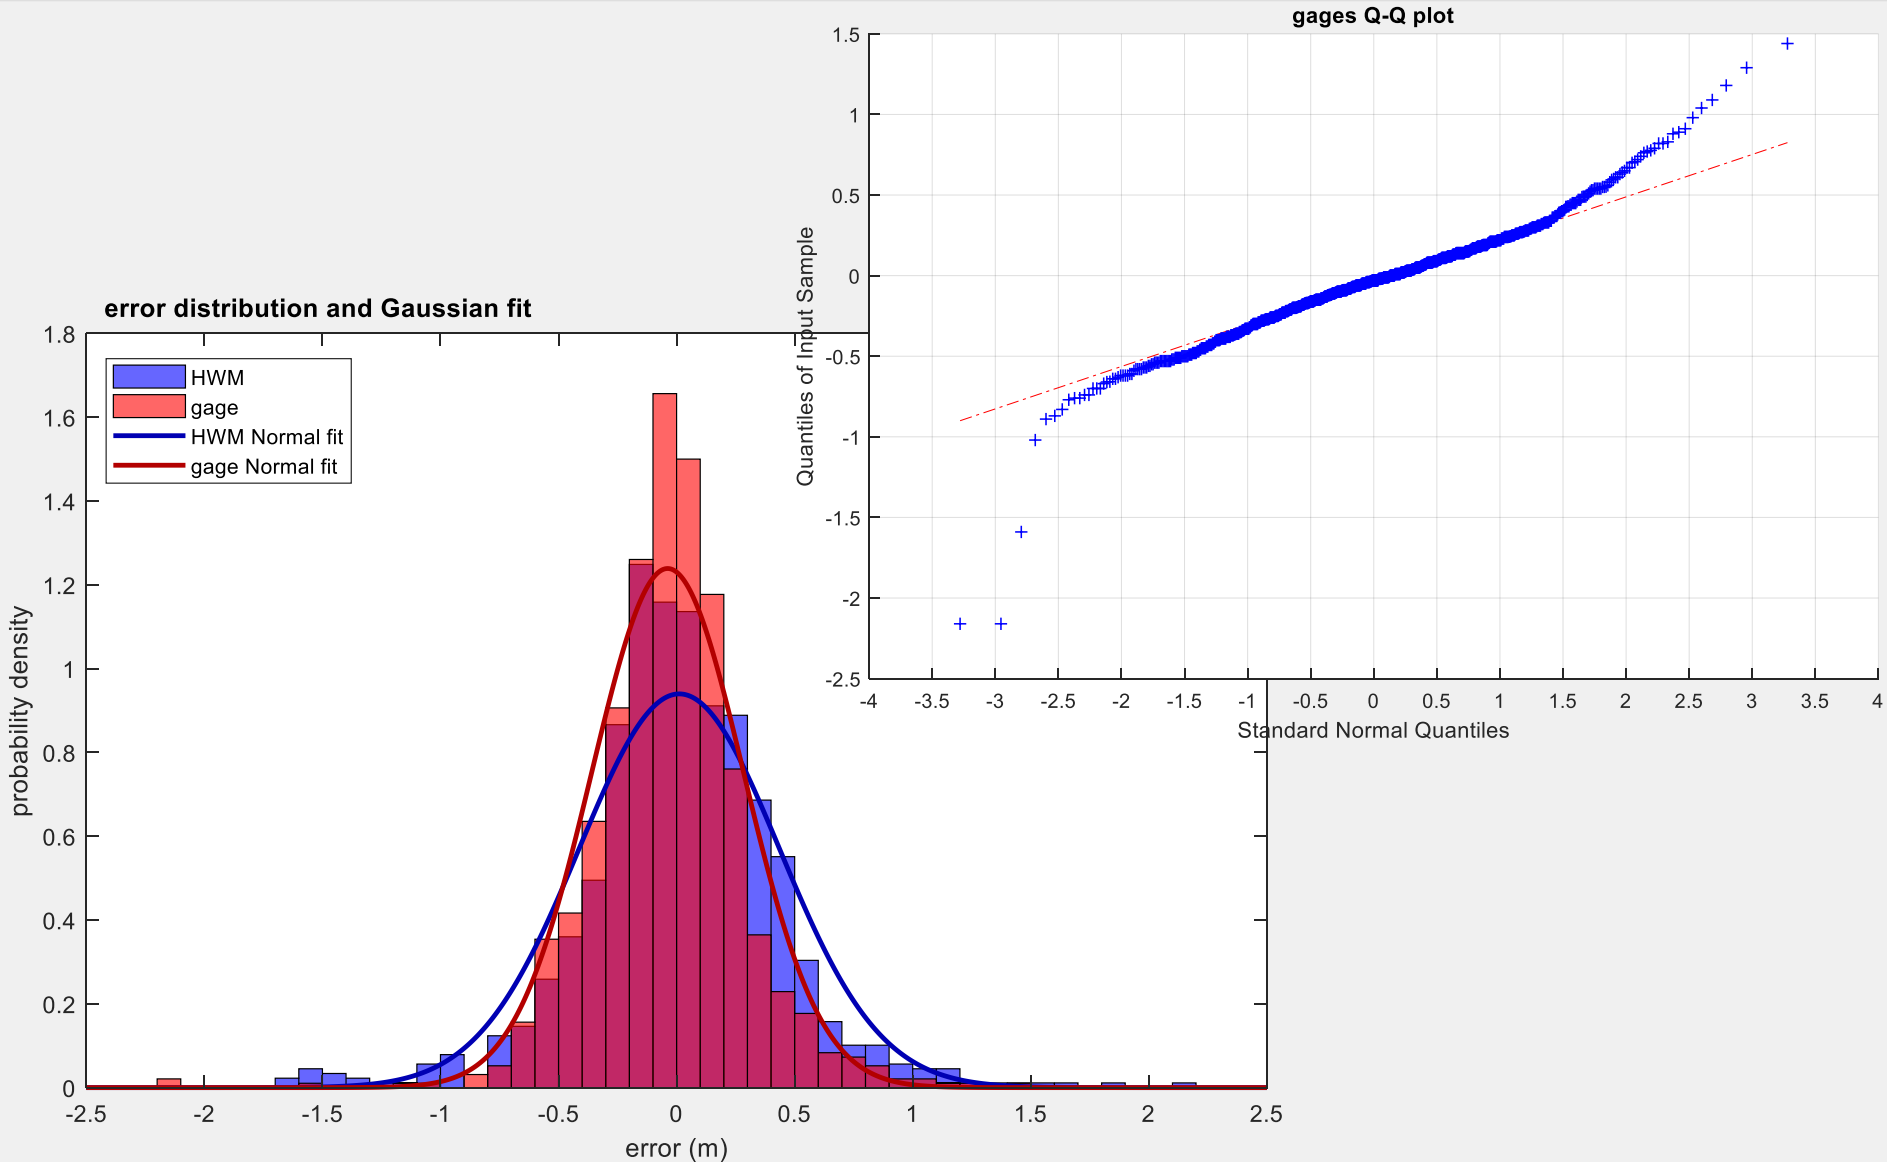 gages Q-Q plot
1.5
1
0.5
0
-0.5
-1
-1.5
-2
-2.5
Quantiles of Input Sample
-4 -3.5 -3 -2.5 -2 -1.5 -1 -0.5 0 0.5 1 1.5 2 2.5 3 3.5 4
Standard Normal Quantiles
error distribution and Gaussian fit
HWM
gage
HWM Normal fit
gage Normal fit
1.8
1.6
1.4
1.2
1
0.8
0.6
0.4
0.2
0
probability density
-2.5 -2 -1.5 -1 -0.5 0 0.5 1 1.5 2 2.5
error (m)